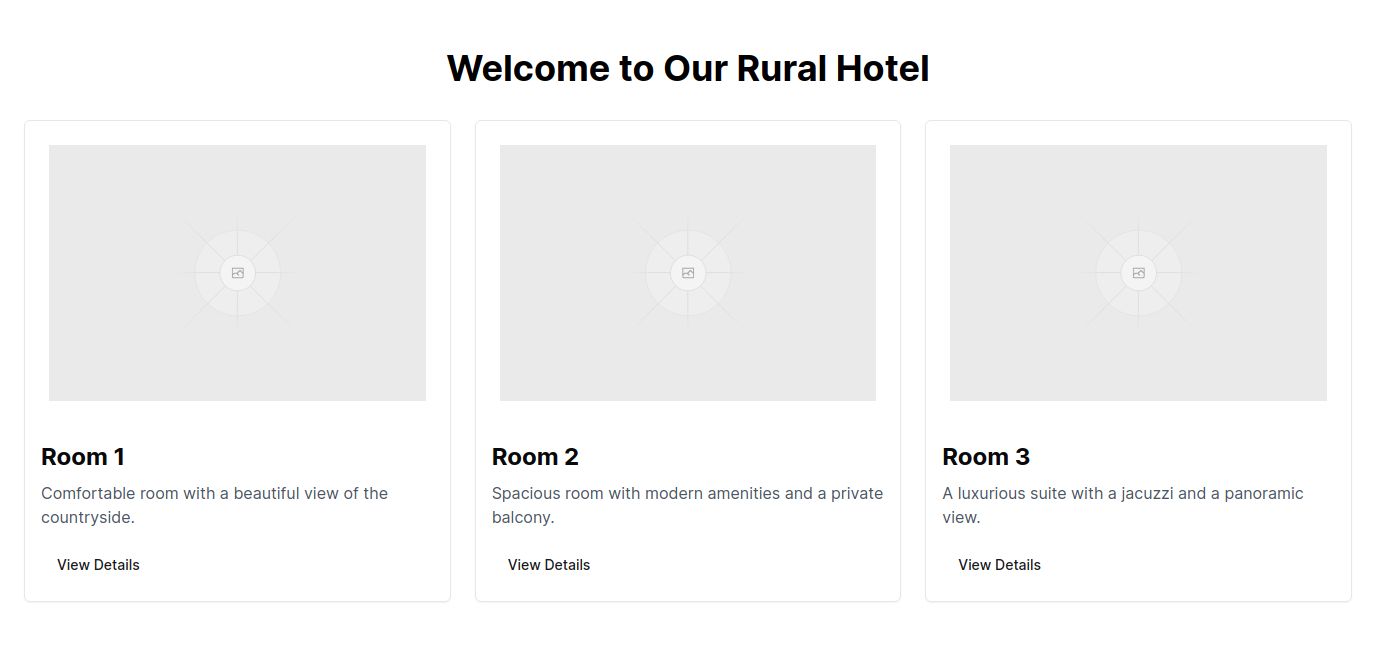 Welcome to Our Rural Hotel
Room 1
Comfortable room with a beautiful view of the
countryside.
View Details
Room 2
Spacious room with modern amenities and a private
balcony.
View Details
Room 3
A luxurious suite with a jacuzzi and a panoramic
view.
View Details